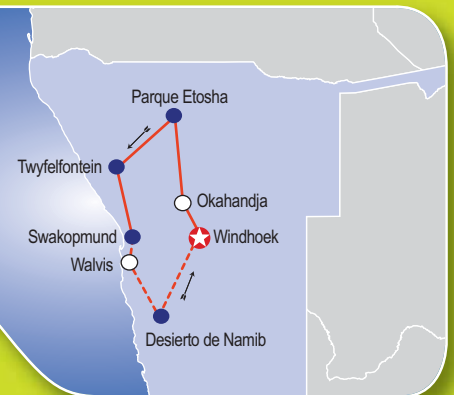 Parque Etosha
Twyfelfontein
Okahandja
Swakopmund
Windhoek
Walvis
Desierto de Namib